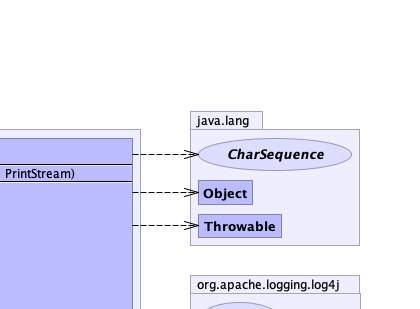 java.lang
CharSequence
PrintStream)
Object
Throwable
org.apache.logging.log4j